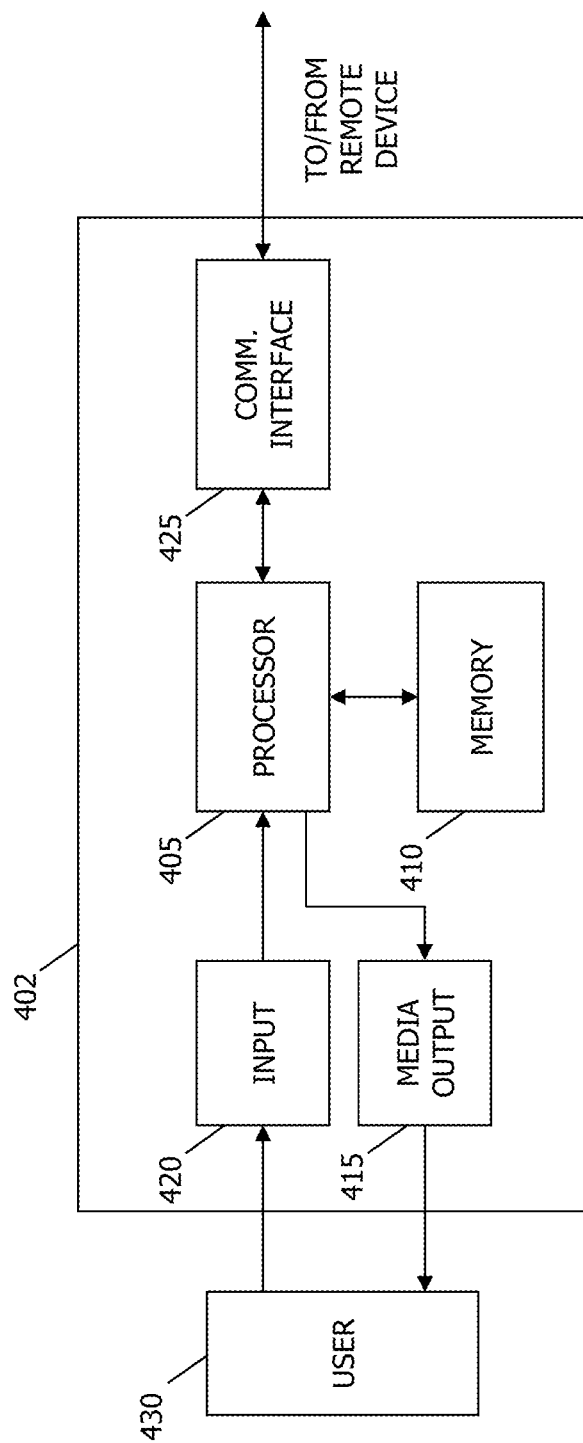 402
430
USER
420
INPUT
415
MEDIA
OUTPUT
405
PROCESSOR
410
MEMORY
425
COMM.
INTERFACE
TO/FROM
REMOTE
DEVICE